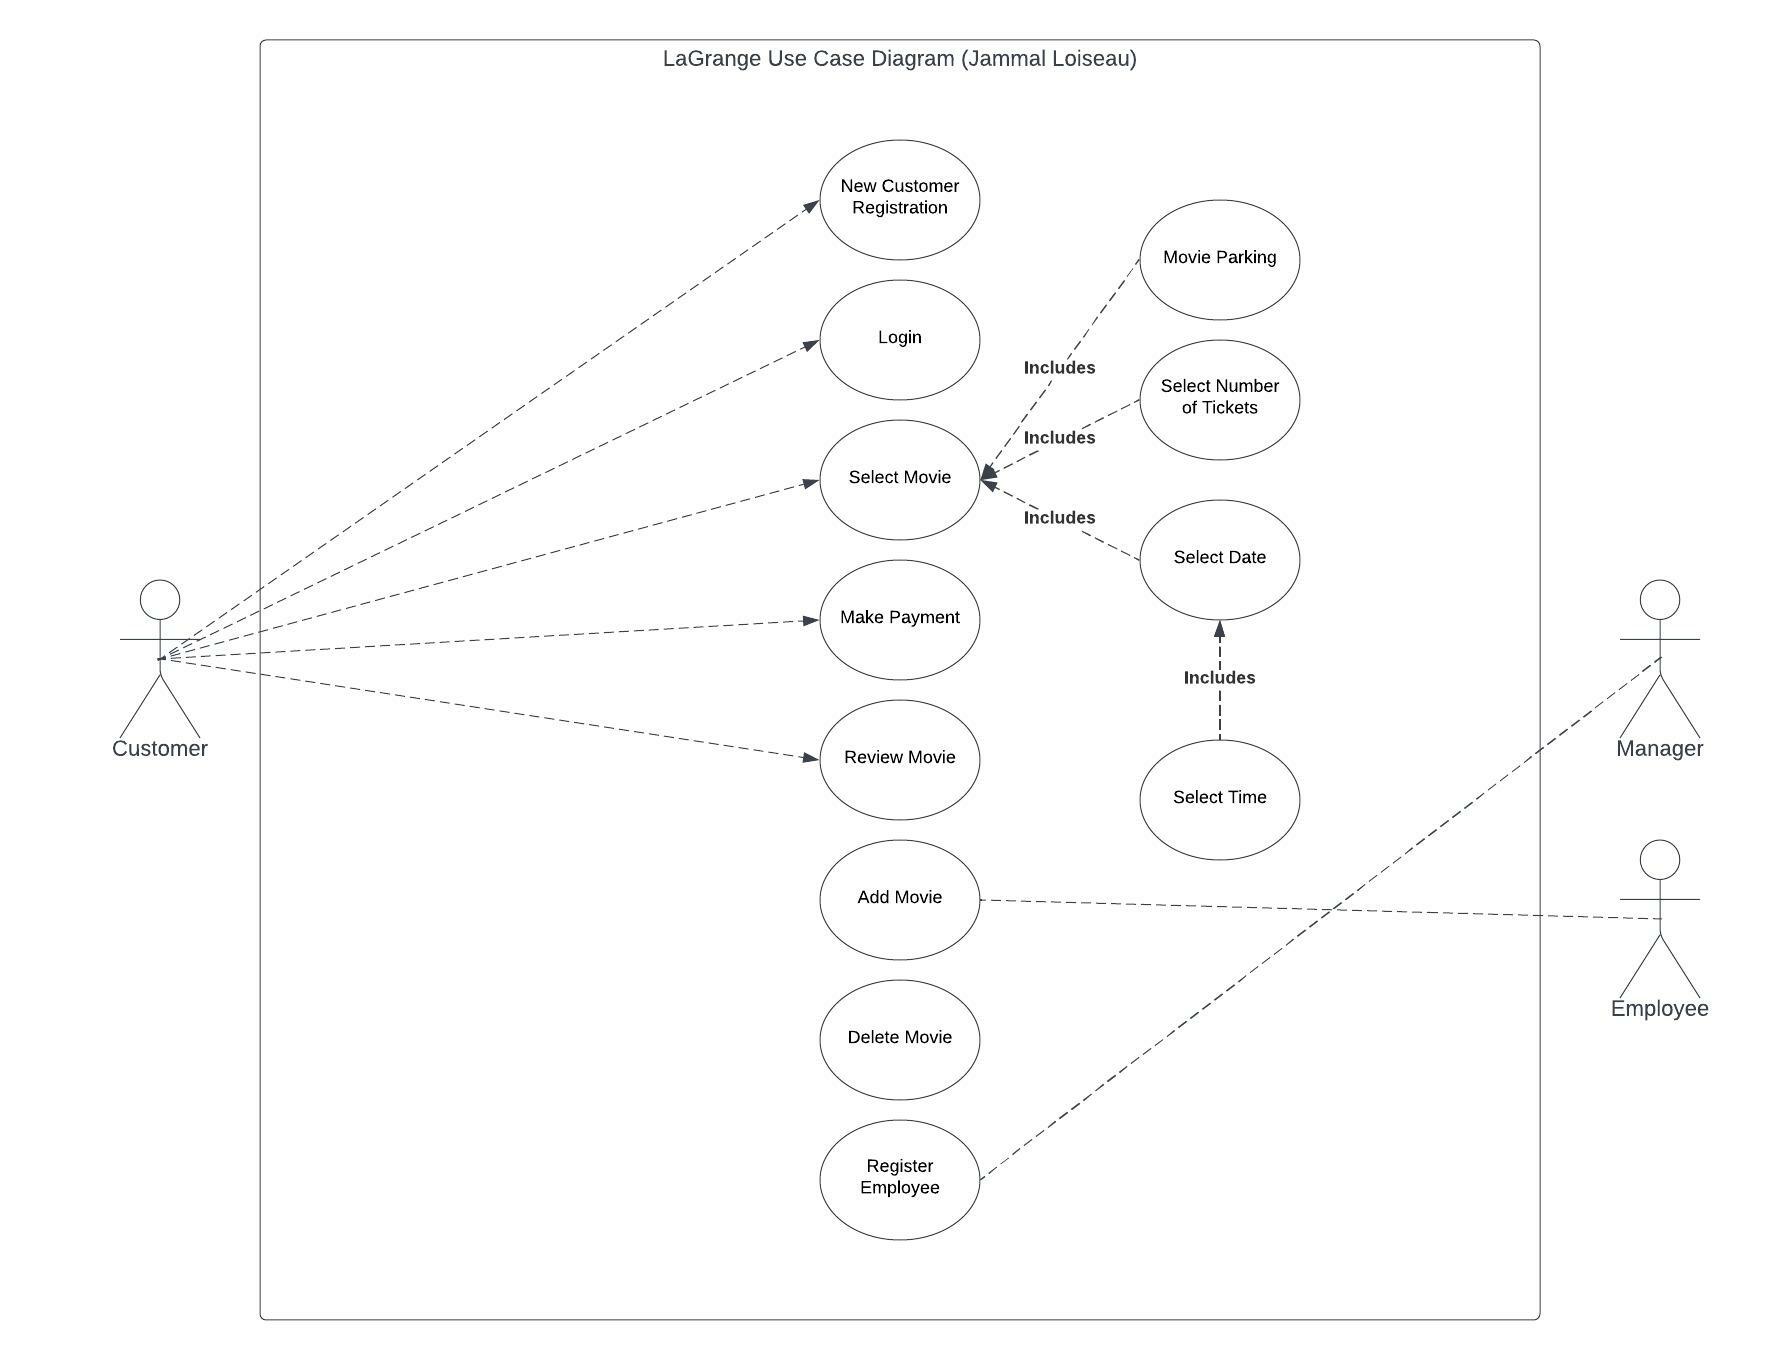 LaGrange Use Case Diagram (Jammal Loiseau)
New Customer
Registration
Movie Parking
Login
Includes
Select Number
of Tickets
Includes
Select Movie
Includes
Select Date
Make Payment
Includes
Customer
Manager
Review Movie
Select Time
Add Movie
Employee
Delete Movie
Register
Employee